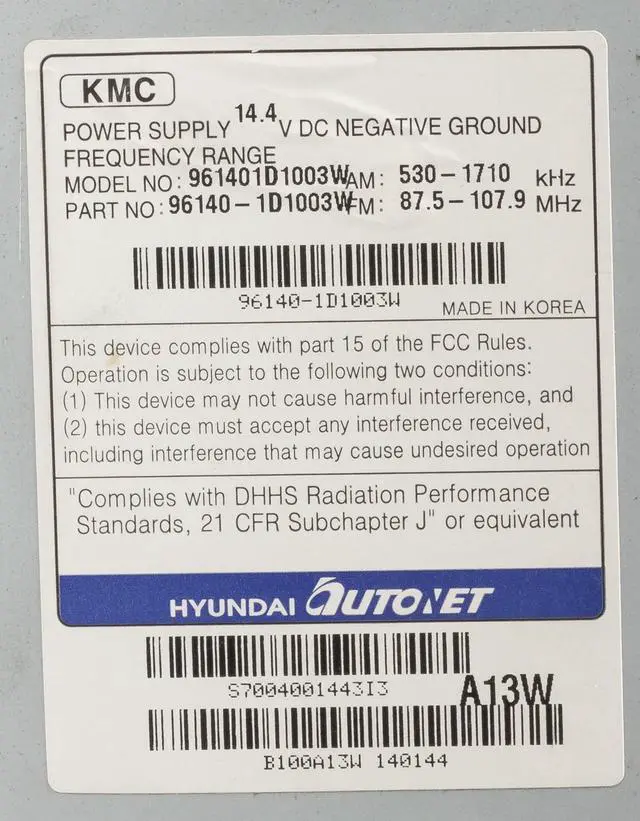 KMC
POWER SUPPLY 14.4 V DC NEGATIVE GROUND
FREQUENCY RANGE
MODEL NO: 961401D1003W AM: 530-1710 kHz
PART NO: 96140-1D1003W FM: 87.5-107.9 MHz
96140-1D1003W
MADE IN KOREA
This device complies with part 15 of the FCC Rules.
Operation is subject to the following two conditions:
(1) This device may not cause harmful interference, and
(2) this device must accept any interference received,
including interference that may cause undesired operation
"Complies with DHHS Radiation Performance
Standards, 21 CFR Subchapter J" or equivalent
HYUNDAI AUTONET
S7004001443I3
A13W
B100A13W 140144